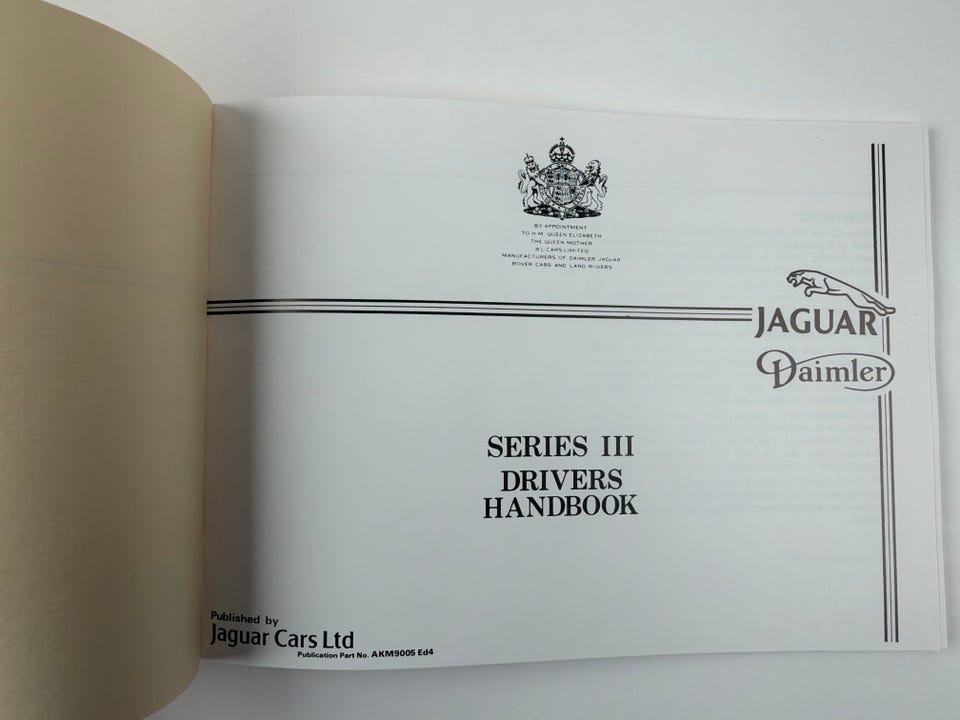 BY APPOINTMENT
TO H.M. QUEEN ELIZABETH
THE QUEEN MOTHER
B L CARS LIMITED
MANUFACTURERS OF DAIMLER JAGUAR
ROVER CARS AND LAND ROVERS
JAGUAR
Daimler
SERIES III
DRIVERS
HANDBOOK
Published by
Jaguar Cars Ltd
Publication Part No. AKM9005 Ed4